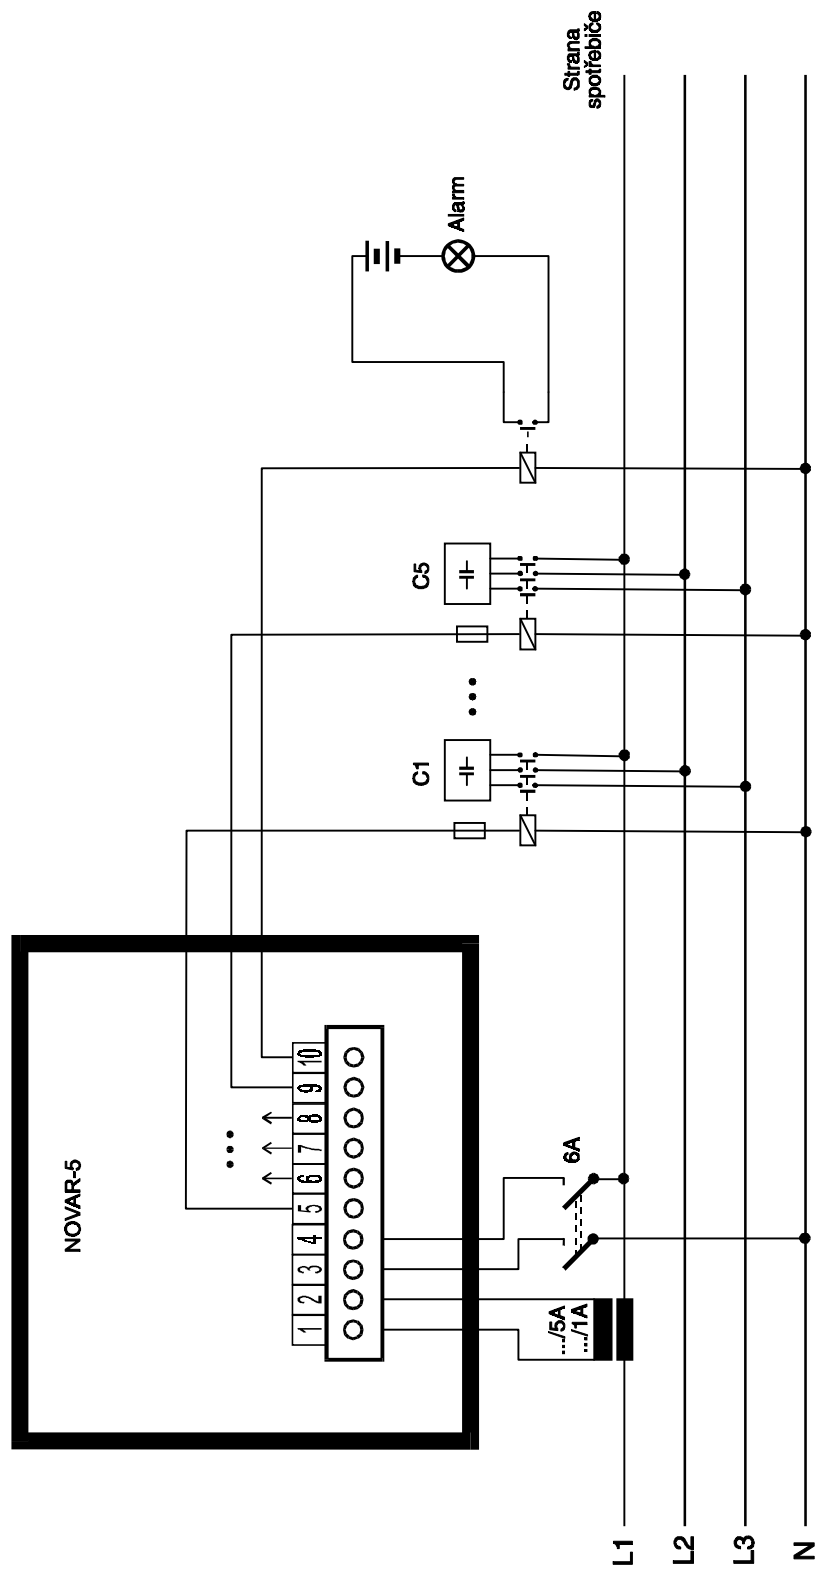 NOVAR-5
1 2 3 4 5 6 7 8 9 10
C1
C5
Alarm
Strana
spotřebiče
...../5A
...../1A
6A
L1
L2
L3
N